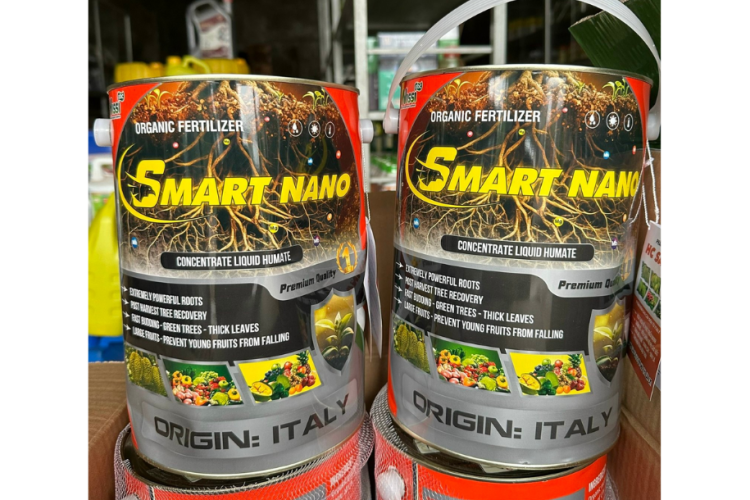 ORGANIC FERTILIZER
SMART NANO
CONCENTRATE LIQUID HUMATE
Premium Quality 1
EXTREMELY POWERFUL ROOTS
FAST HARVEST TREE RECOVERY
FAST BUDDING - GREEN TREES - THICK LEAVES
LARGE FRUITS - PREVENT YOUNG FRUITS FROM FALLING
ORIGIN: ITALY
ORGANIC FERTILIZER
SMART NANO
CONCENTRATE LIQUID HUMATE
Premium
EXTREMELY POWERFUL ROOTS
FAST HARVEST TREE RECOVERY
FAST BUDDING - GREEN TREES - THICK LEAVES
LARGE FRUITS - PREVENT YOUNG FRUITS FROM FALLING
ORIGIN: ITALY
HC